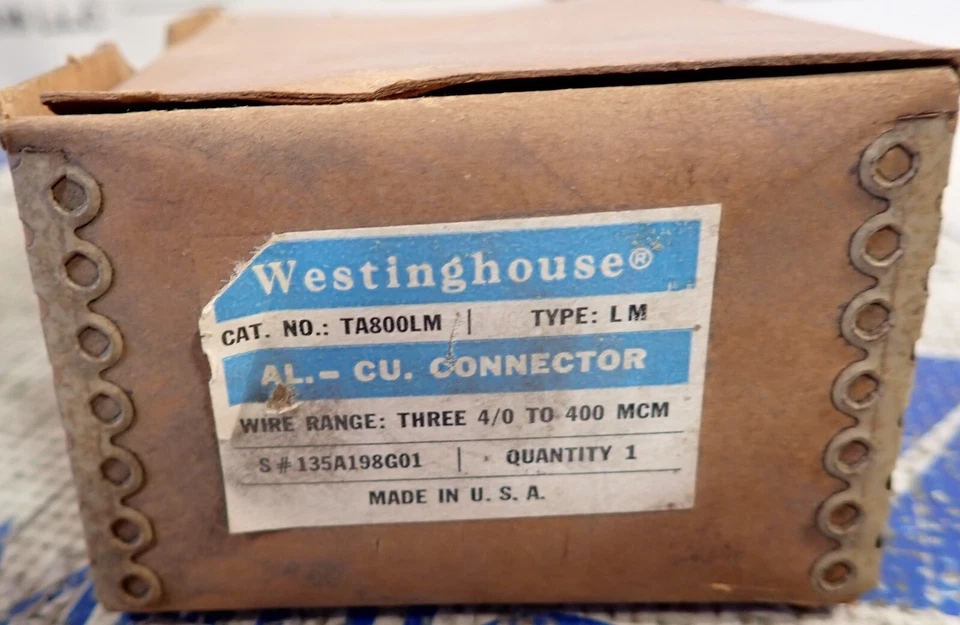 Westinghouse®
CAT. NO.: TA800LM | TYPE: LM
AL.- CU. CONNECTOR
WIRE RANGE: THREE 4/0 TO 400 MCM
S# 135A198G01 | QUANTITY 1
MADE IN U. S. A.